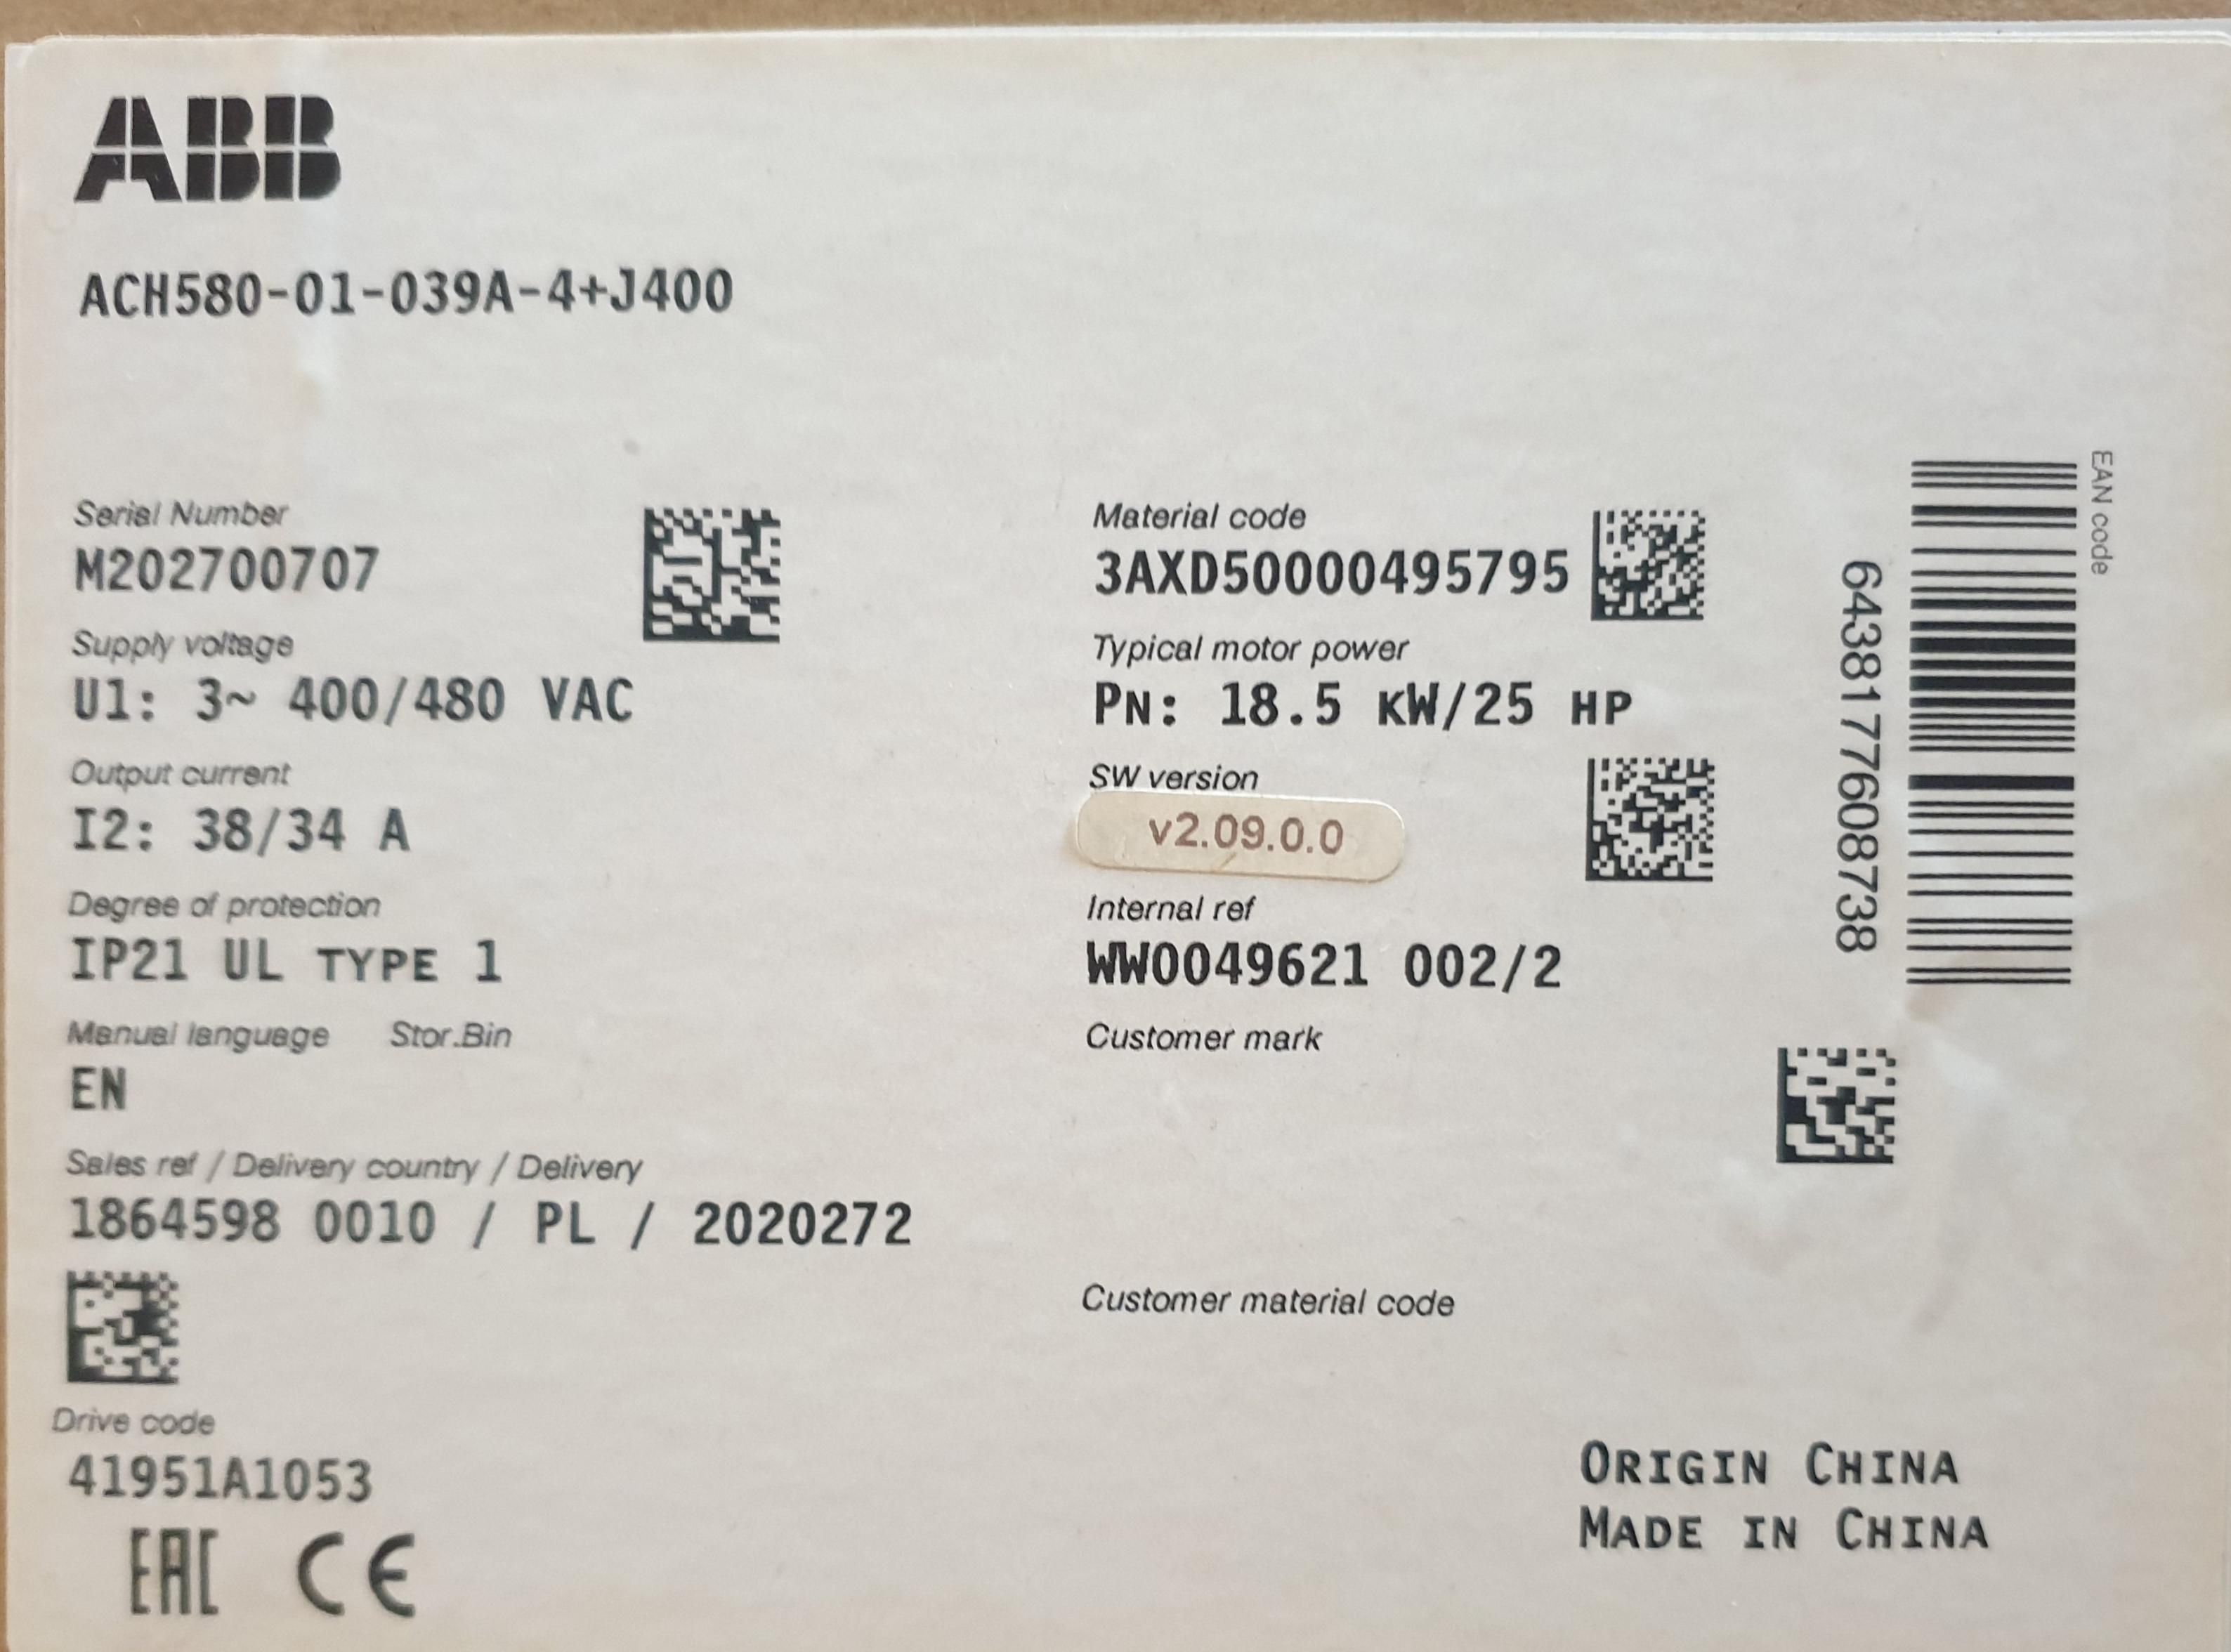 ABB
ACH580-01-039A-4+J400
Serial Number
M202700707
Supply voltage
U1: 3~ 400/480 VAC
Output current
I2: 38/34 A
Degree of protection
IP21 UL TYPE 1
Manual language Stor.Bin
EN
Sales ref / Delivery country / Delivery
1864598 0010 / PL / 2020272
Drive code
41951A1053
EAC CE
Material code
3AXD50000495795
Typical motor power
PN: 18.5 KW/25 HP
SW version
v2.09.0.0
Internal ref
WW0049621 002/2
Customer mark
Customer material code
EAN code
6438177608738
ORIGIN CHINA
MADE IN CHINA